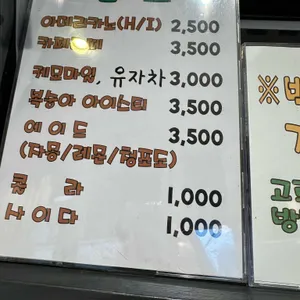 아메리카노(H/I) 2,500
카페라떼 3,500
캐모마일, 유자차 3,000
복숭아 아이스티 3,500
에이드 3,500
(자몽/레몬/청포도)
콜라 1,000
사이다 1,000
※